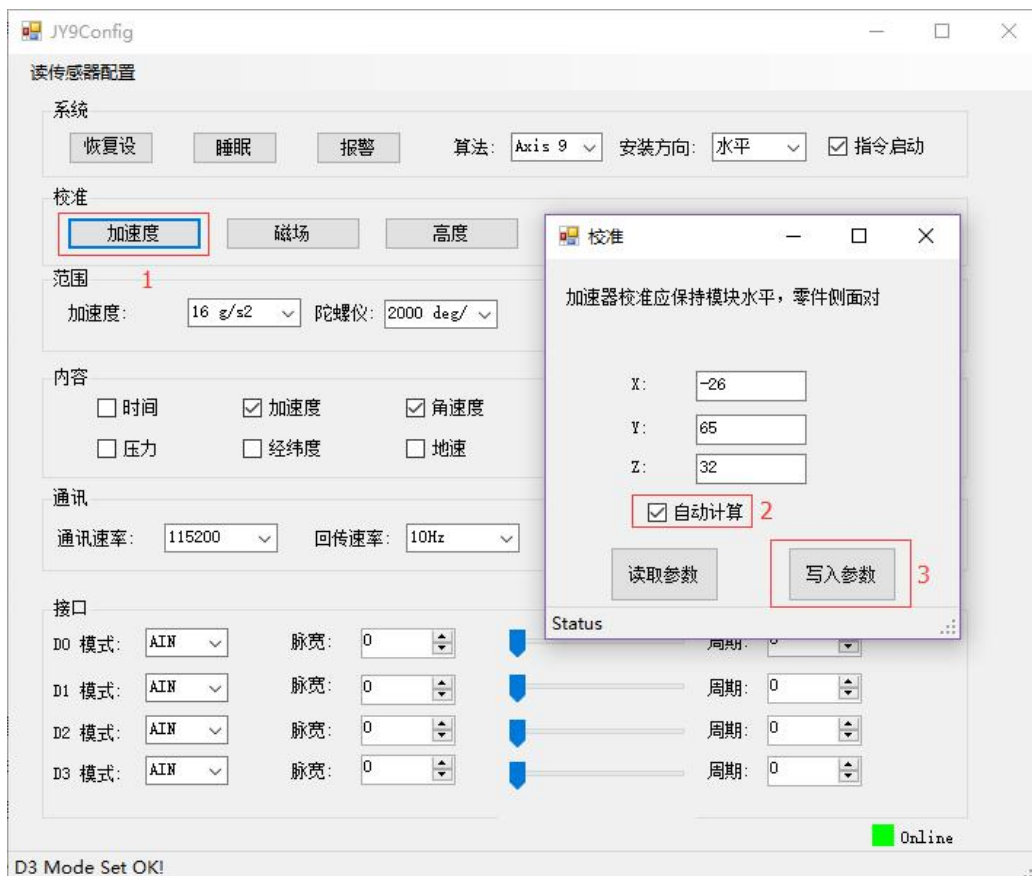 JY9Config
读传感器配置
系统
恢复设 睡眠 报警 算法: Axis 9 安装方向: 水平 指令启动
校准
加速度 磁场 高度
1
范围
加速度: 16 g/s2 陀螺仪: 2000 deg/
内容
时间 加速度 角速度
压力 经纬度 地速
通讯
通讯速率: 115200 回传速率: 10Hz
校准
加速器校准应保持模块水平，零件侧面对
X: -26
Y: 65
Z: 32
自动计算 2
读取参数 写入参数 3
Status
接口
D0 模式: AIN 脉宽: 0 周期: 0
D1 模式: AIN 脉宽: 0 周期: 0
D2 模式: AIN 脉宽: 0 周期: 0
D3 模式: AIN 脉宽: 0 周期: 0
Online
D3 Mode Set OK!